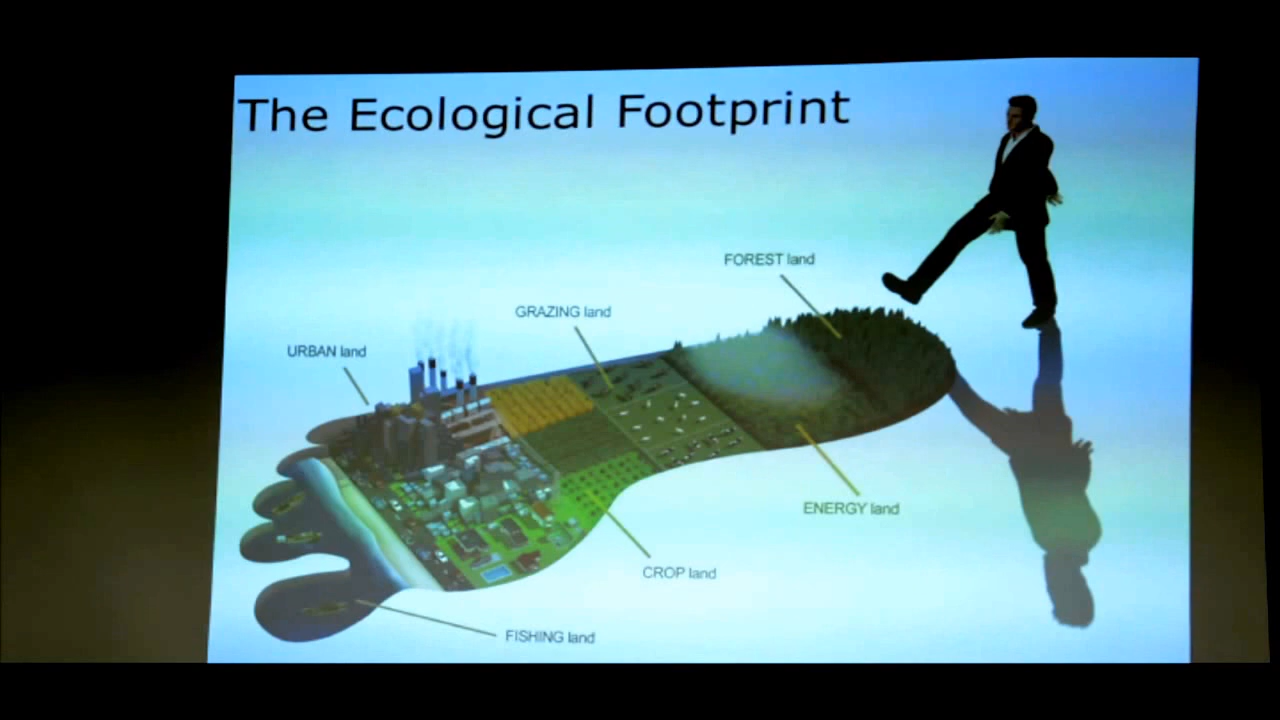 The Ecological Footprint
FOREST land
GRAZING land
URBAN land
ENERGY land
CROP land
FISHING land